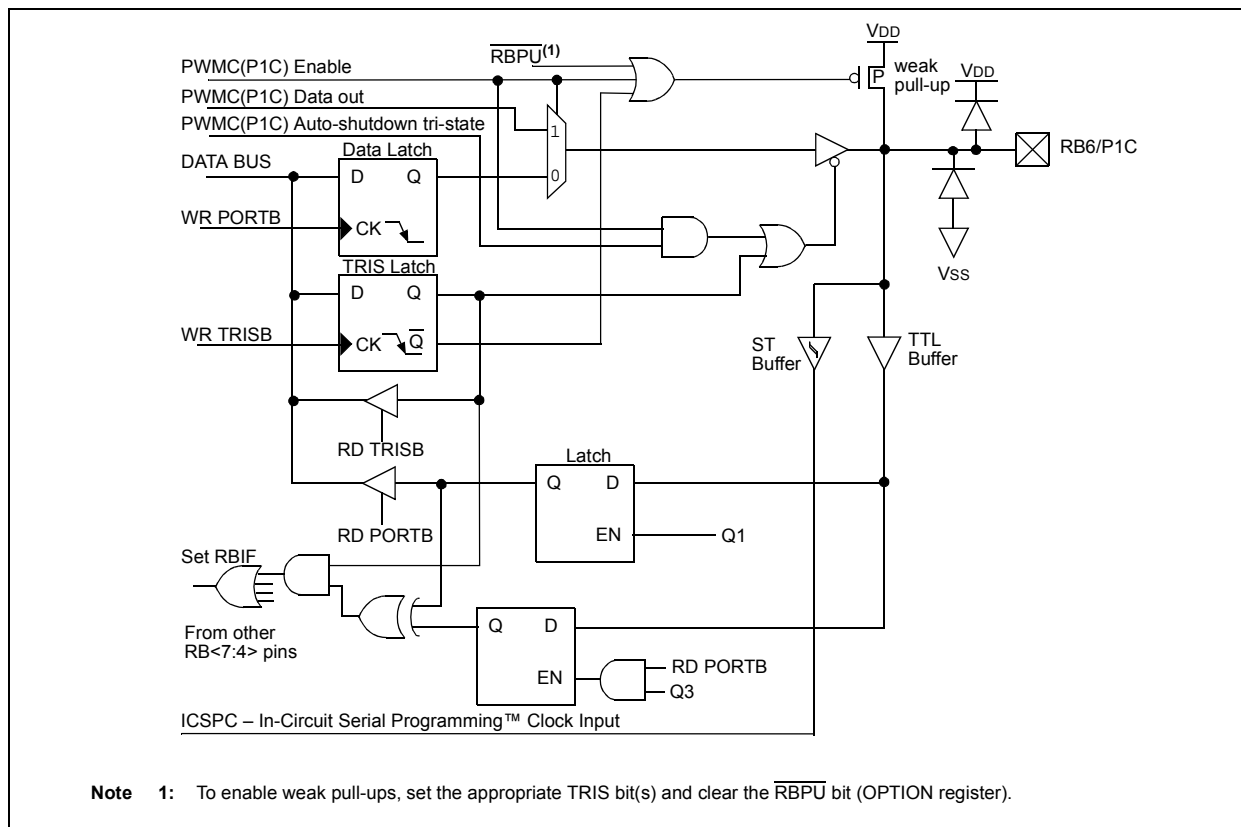 VDD
RBPU(1)
PWMC(P1C) Enable
weak
pull-up
P
VDD
PWMC(P1C) Data out
1
PWMC(P1C) Auto-shutdown tri-state
Data Latch
DATA BUS
D Q
0
RB6/P1C
WR PORTB
CK
VSS
TRIS Latch
D Q
WR TRISB
CK Q
ST
Buffer
TTL
Buffer
RD TRISB
Latch
Q D
RD PORTB
EN
Q1
Set RBIF
From other
RB<7:4> pins
Q D
EN
RD PORTB
Q3
ICSPC – In-Circuit Serial Programming™ Clock Input
Note 1: To enable weak pull-ups, set the appropriate TRIS bit(s) and clear the RBPU bit (OPTION register).